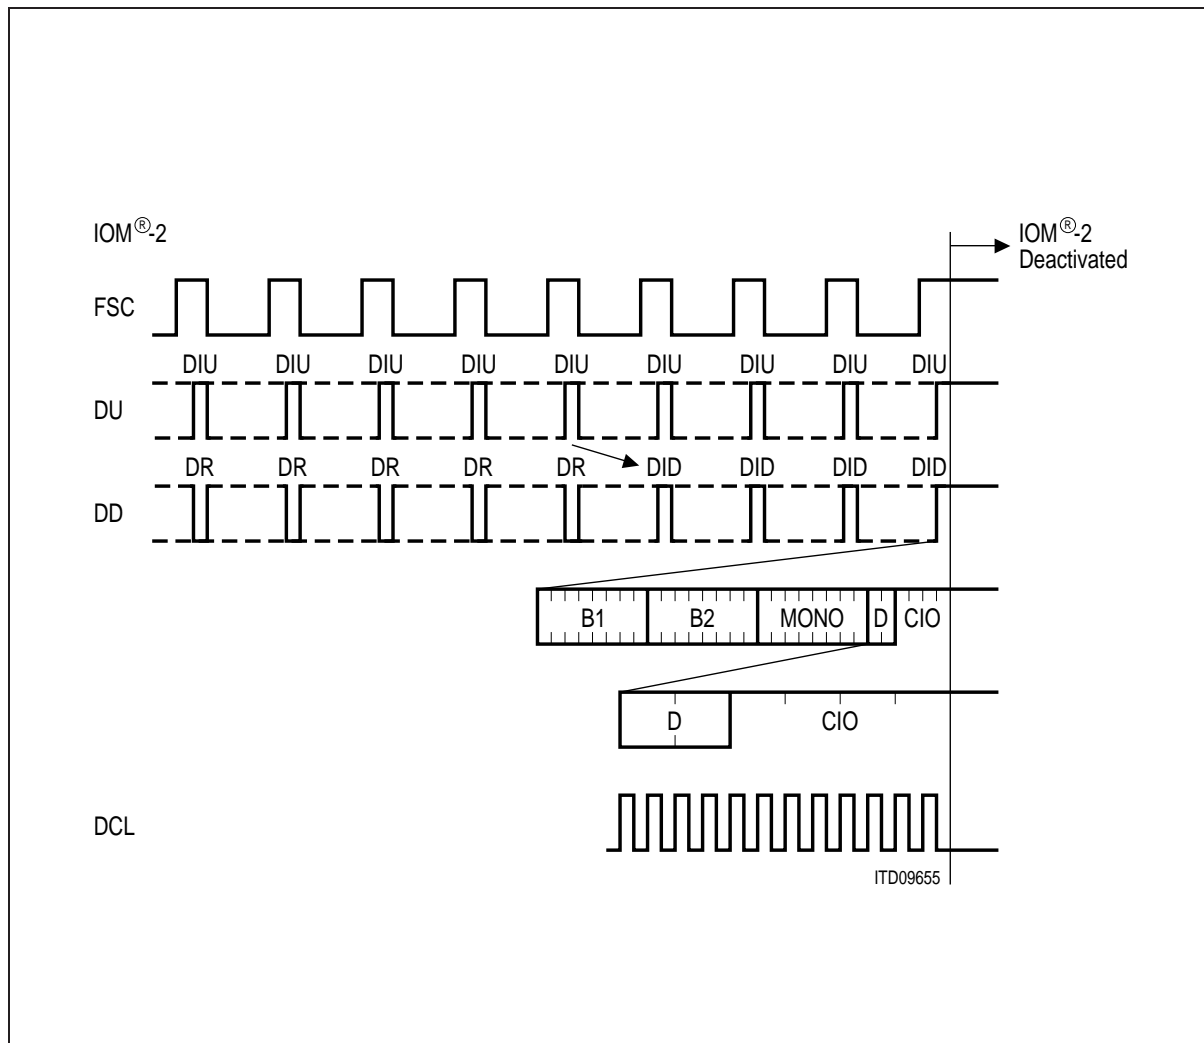 IOM®-2
IOM®-2
Deactivated
FSC
DIU DIU DIU DIU DIU DIU DIU DIU DIU
DU
DR DR DR DR DR DID DID DID DID
DD
B1 B2 MONO D CIO
D CIO
DCL
ITD09655